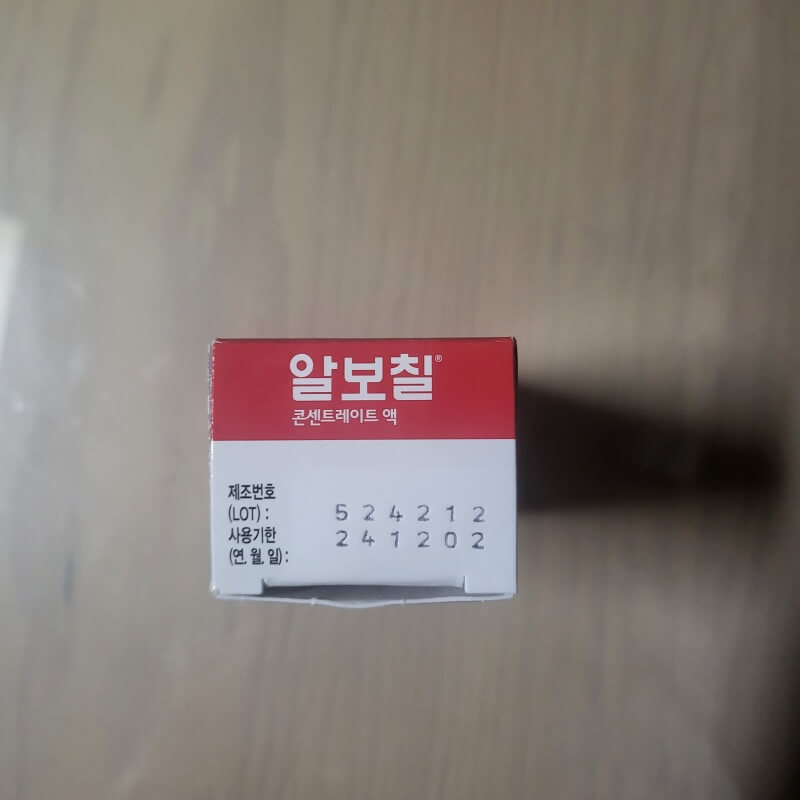 알보칠®
콘센트레이트 액
제조번호
(LOT) : 524212
사용기한 241202
(연. 월. 일) :